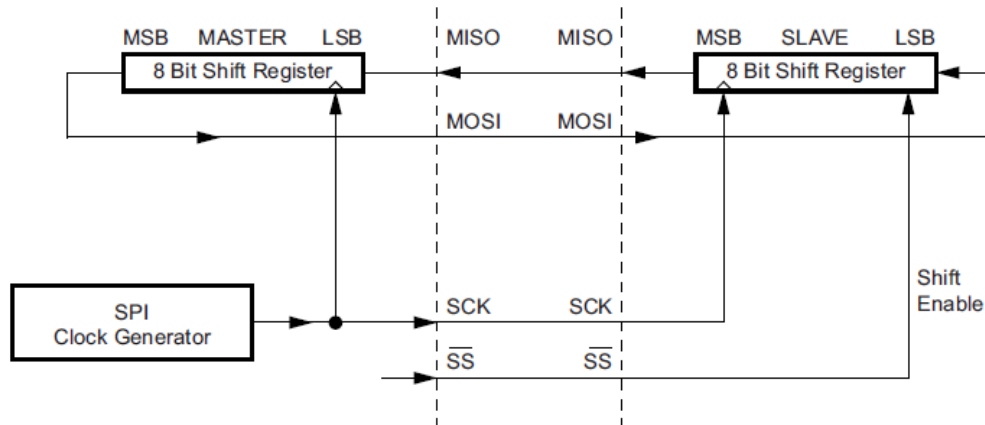 MSB MASTER LSB MISO MISO MSB SLAVE LSB
8 Bit Shift Register 8 Bit Shift Register
MOSI MOSI
Shift
Enable
SPI
Clock Generator
SCK SCK
SS SS